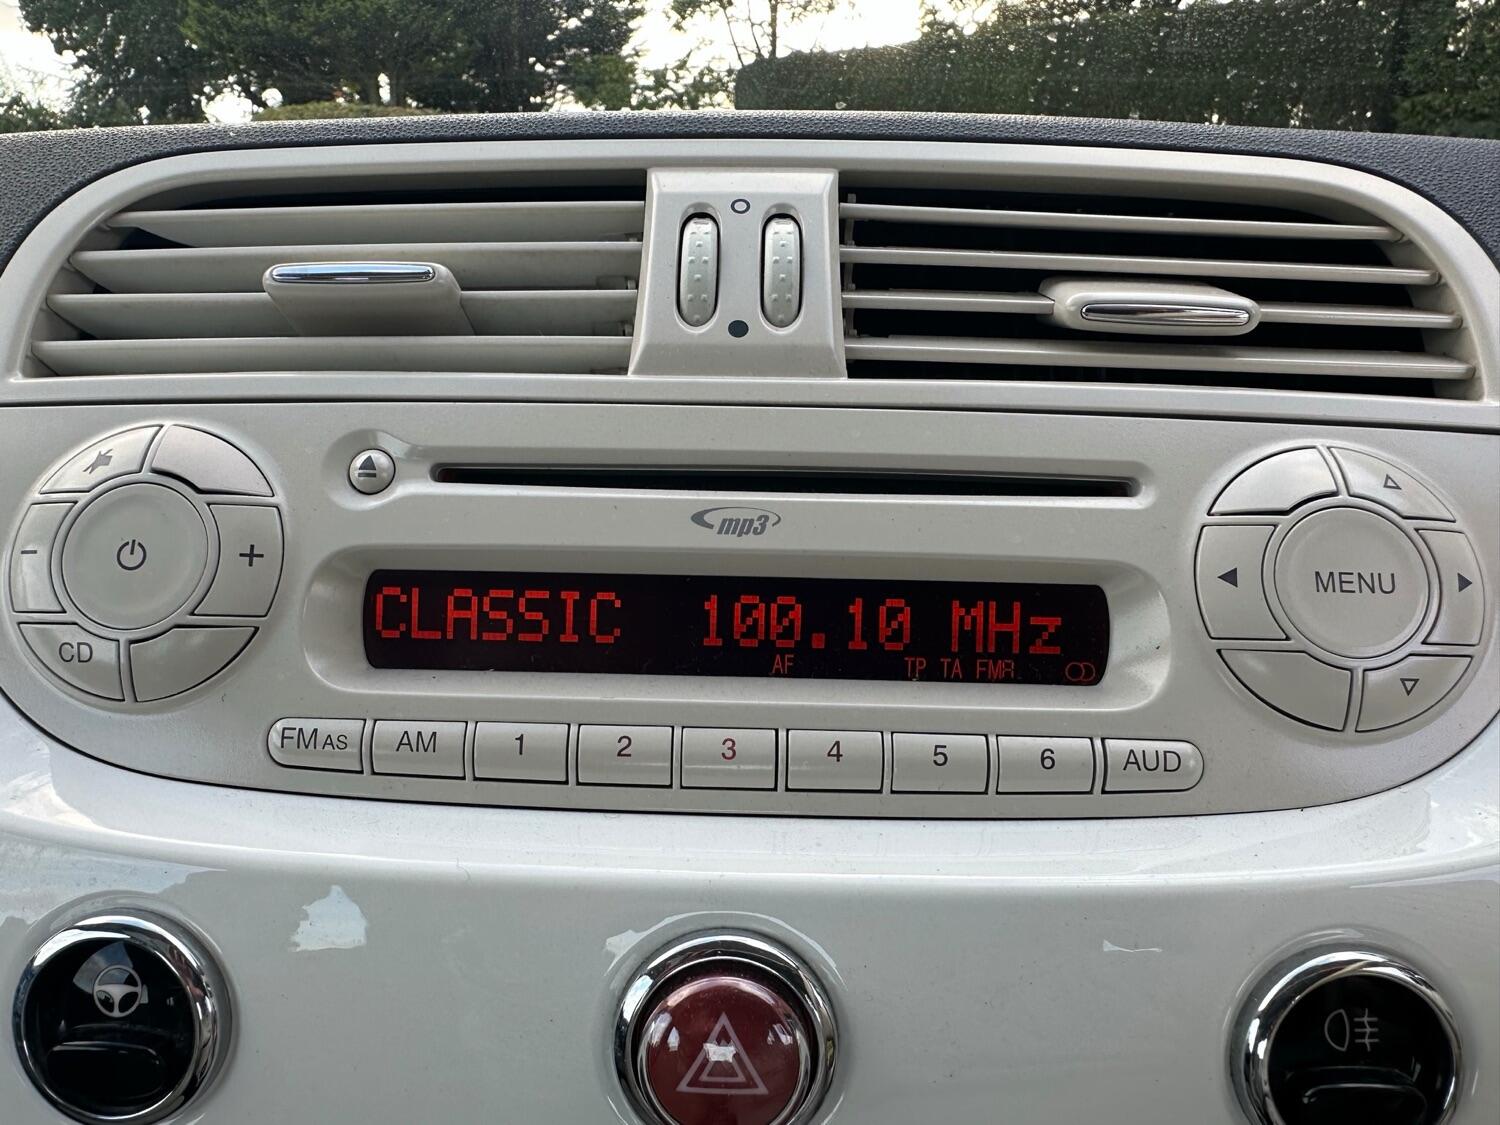 mp3
CLASSIC 100.10 MHz
AF TP TA FMA
CD
MENU
FM AS AM 1 2 3 4 5 6 AUD